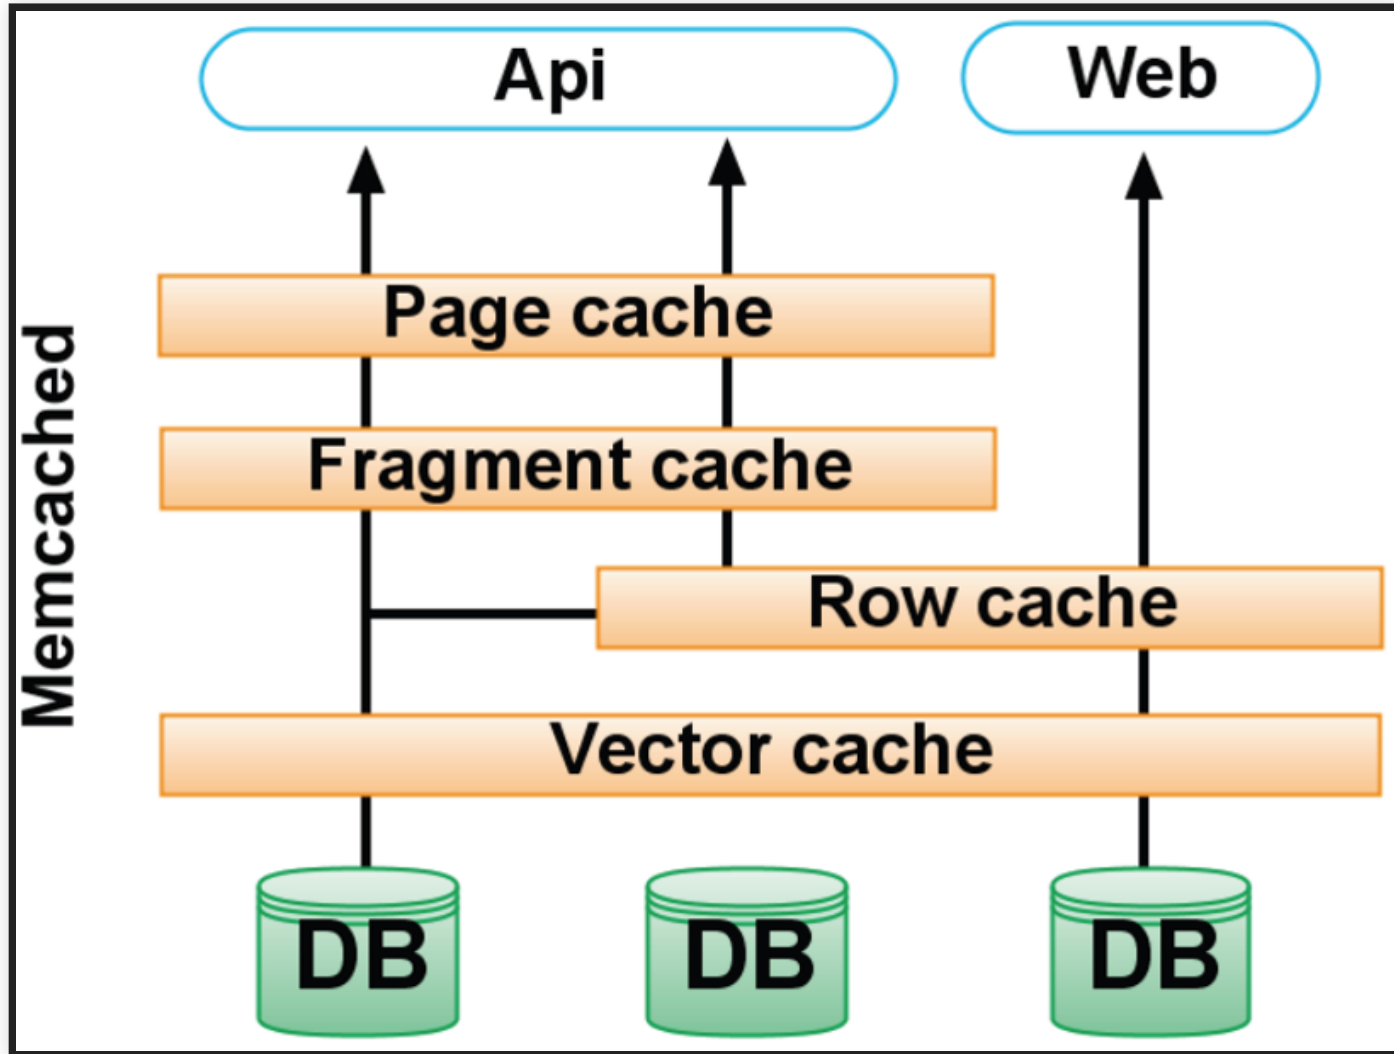 Api
Web
Memcached
Page cache
Fragment cache
Row cache
Vector cache
DB
DB
DB